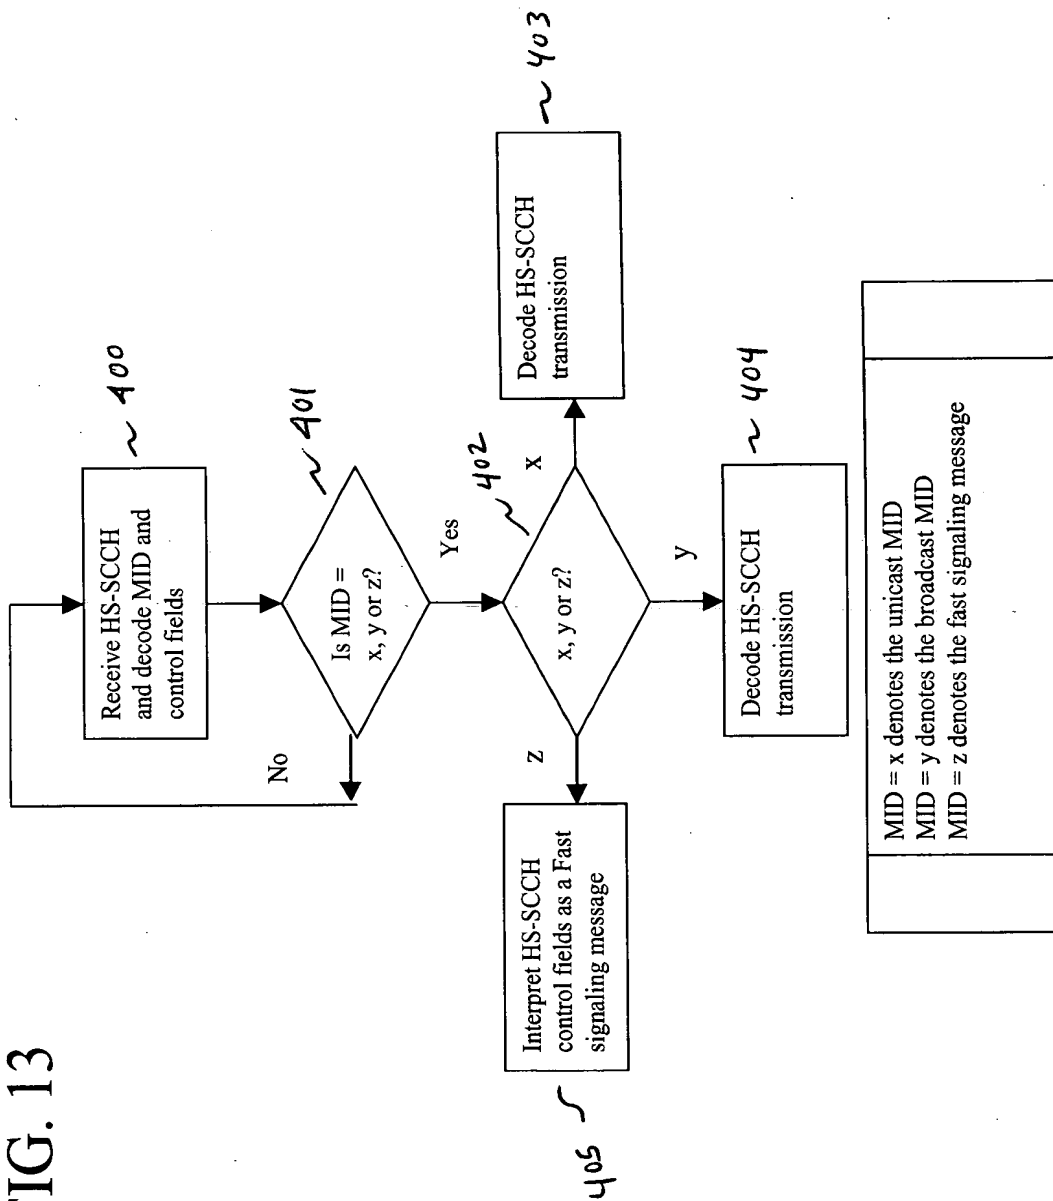 FIG. 13
Receive HS-SCCH
and decode MID and
control fields
400
Is MID =
x, y or z?
401
No
Yes
402
x, y or z?
z
x
y
Interpret HS-SCCH
control fields as a Fast
signaling message
405
Decode HS-SCCH
transmission
403
Decode HS-SCCH
transmission
404
MID = x denotes the unicast MID
MID = y denotes the broadcast MID
MID = z denotes the fast signaling message